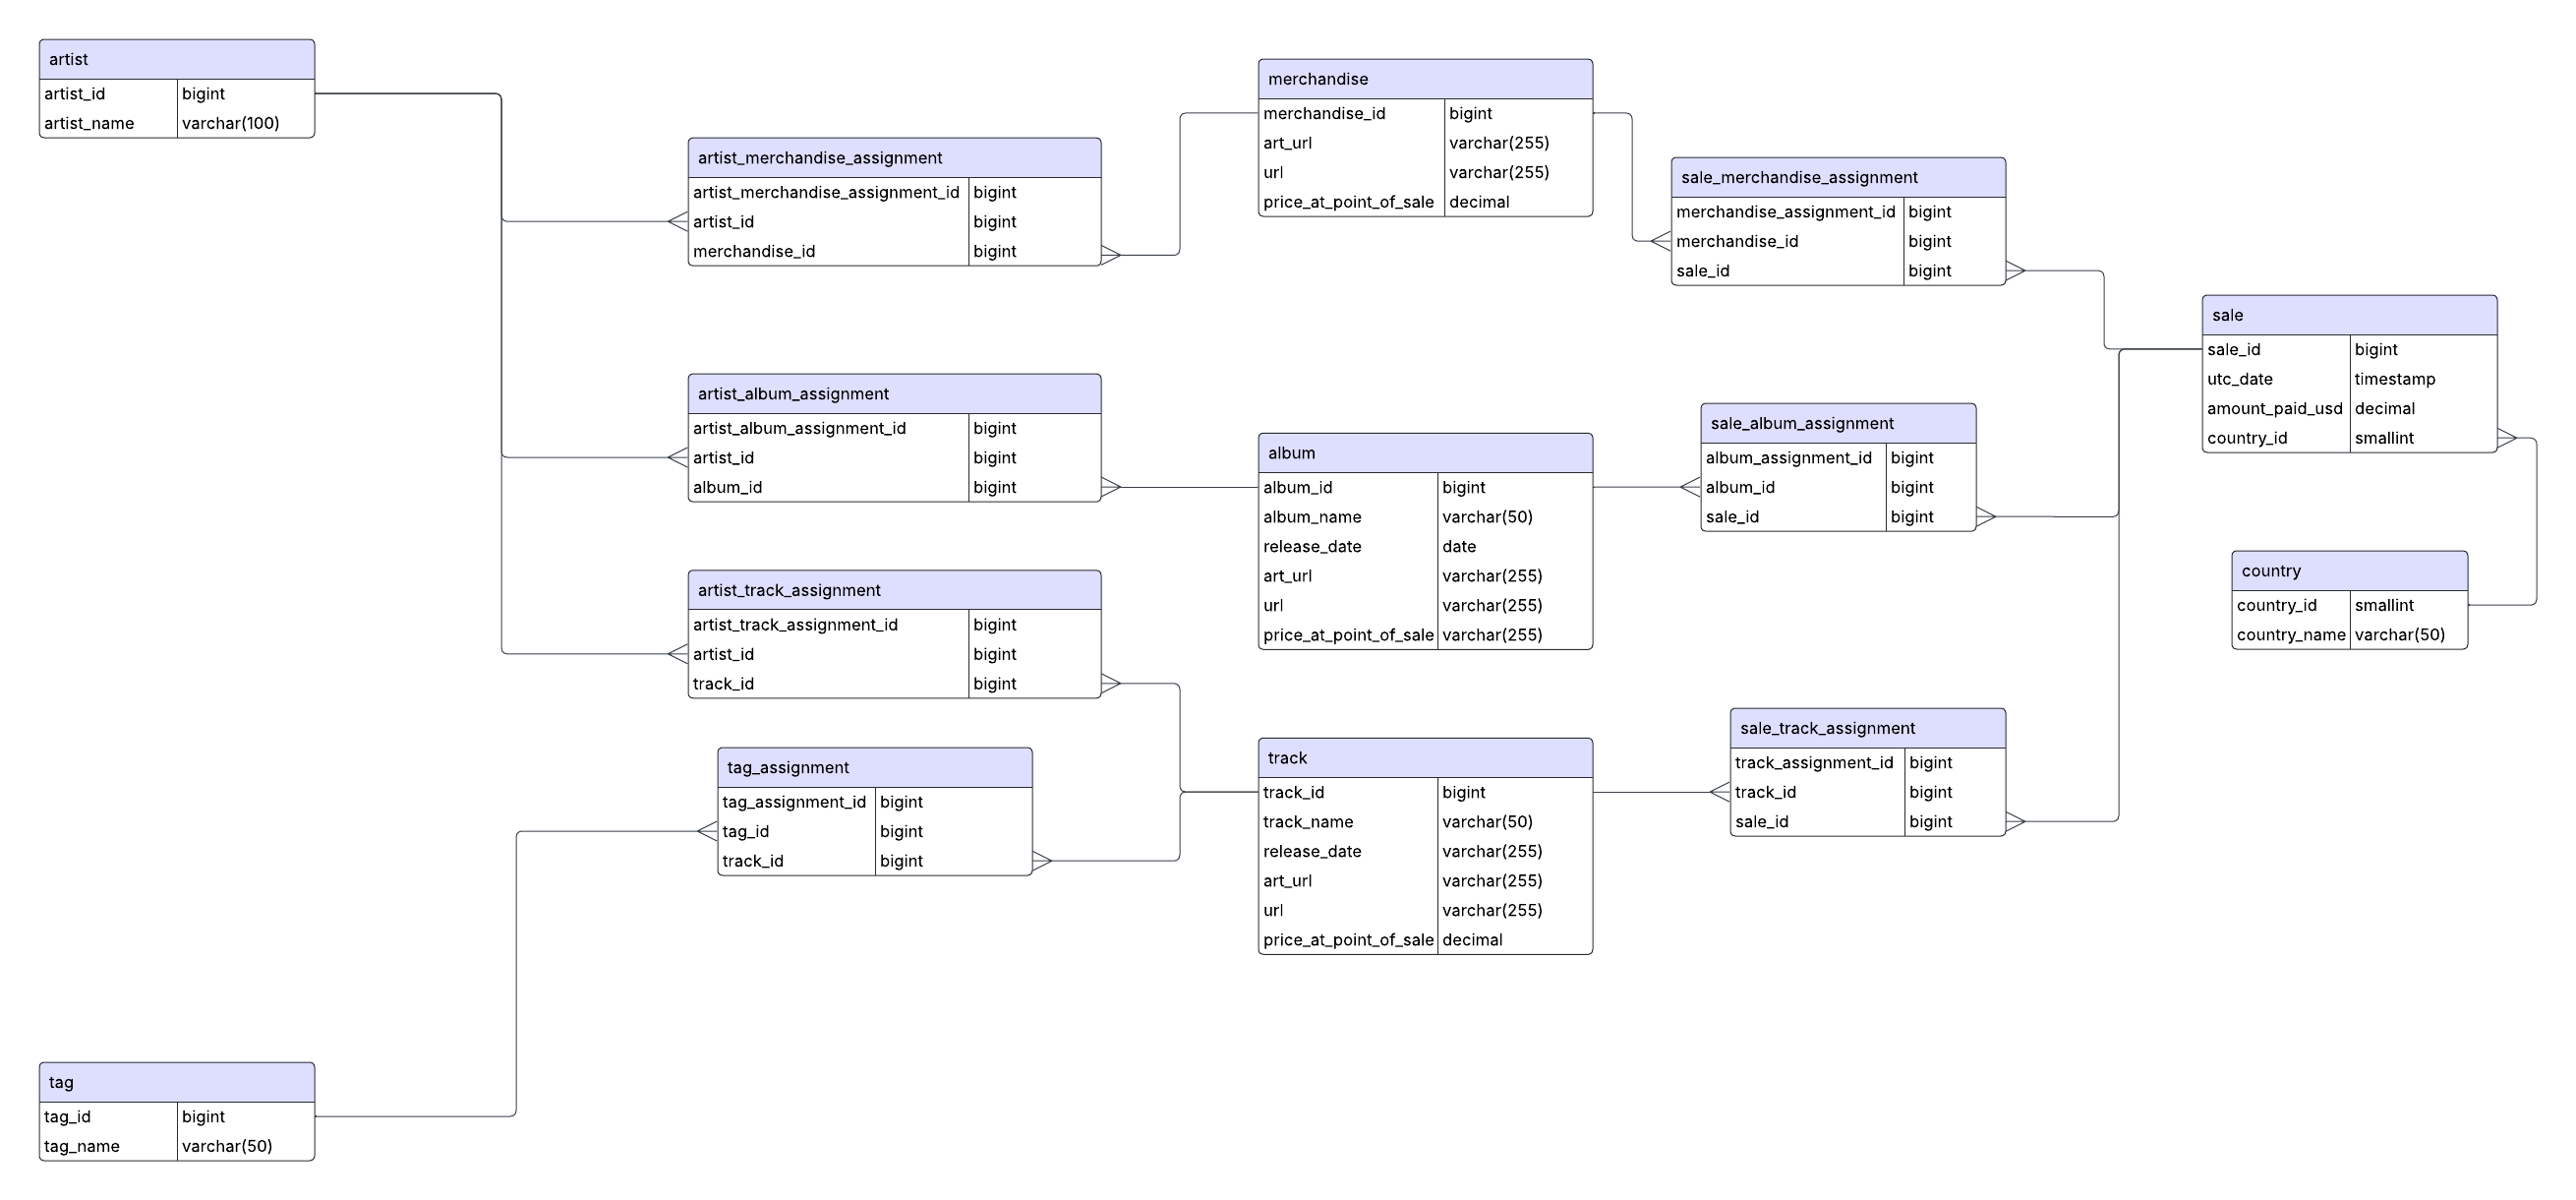 artist
artist_id bigint
artist_name varchar(100)
artist_merchandise_assignment
artist_merchandise_assignment_id bigint
artist_id bigint
merchandise_id bigint
merchandise
merchandise_id bigint
art_url varchar(255)
url varchar(255)
price_at_point_of_sale decimal
sale_merchandise_assignment
merchandise_assignment_id bigint
merchandise_id bigint
sale_id bigint
sale
sale_id bigint
utc_date timestamp
amount_paid_usd decimal
country_id smallint
artist_album_assignment
artist_album_assignment_id bigint
artist_id bigint
album_id bigint
album
album_id bigint
album_name varchar(50)
release_date date
art_url varchar(255)
url varchar(255)
price_at_point_of_sale varchar(255)
sale_album_assignment
album_assignment_id bigint
album_id bigint
sale_id bigint
country
country_id smallint
country_name varchar(50)
artist_track_assignment
artist_track_assignment_id bigint
artist_id bigint
track_id bigint
tag_assignment
tag_assignment_id bigint
tag_id bigint
track_id bigint
track
track_id bigint
track_name varchar(50)
release_date varchar(255)
art_url varchar(255)
url varchar(255)
price_at_point_of_sale decimal
sale_track_assignment
track_assignment_id bigint
track_id bigint
sale_id bigint
tag
tag_id bigint
tag_name varchar(50)